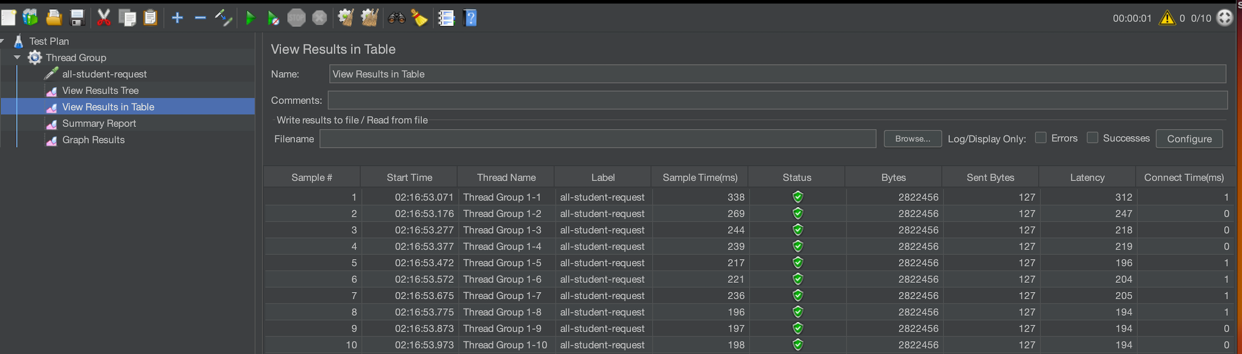 00:00:01 0 0/10
Test Plan
Thread Group
all-student-request
View Results Tree
View Results in Table
Summary Report
Graph Results
View Results in Table
Name: View Results in Table
Comments:
Write results to file / Read from file
Filename Browse... Log/Display Only: Errors Successes Configure
Sample # Start Time Thread Name Label Sample Time(ms) Status Bytes Sent Bytes Latency Connect Time(ms)
1 02:16:53.071 Thread Group 1-1 all-student-request 338 2822456 127 312 1
2 02:16:53.176 Thread Group 1-2 all-student-request 269 2822456 127 247 0
3 02:16:53.277 Thread Group 1-3 all-student-request 244 2822456 127 218 0
4 02:16:53.377 Thread Group 1-4 all-student-request 239 2822456 127 219 0
5 02:16:53.472 Thread Group 1-5 all-student-request 217 2822456 127 196 1
6 02:16:53.572 Thread Group 1-6 all-student-request 221 2822456 127 204 1
7 02:16:53.675 Thread Group 1-7 all-student-request 236 2822456 127 205 1
8 02:16:53.775 Thread Group 1-8 all-student-request 196 2822456 127 194 1
9 02:16:53.873 Thread Group 1-9 all-student-request 197 2822456 127 194 0
10 02:16:53.973 Thread Group 1-10 all-student-request 198 2822456 127 194 0